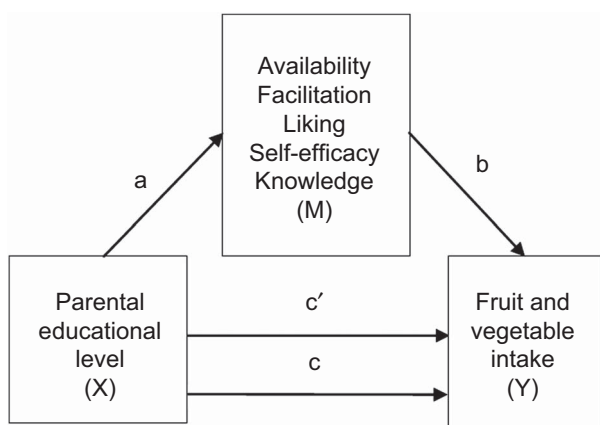 Availability
Facilitation
Liking
Self-efficacy
Knowledge
(M)
a
b
Parental
educational
level
(X)
c′
c
Fruit and
vegetable
intake
(Y)